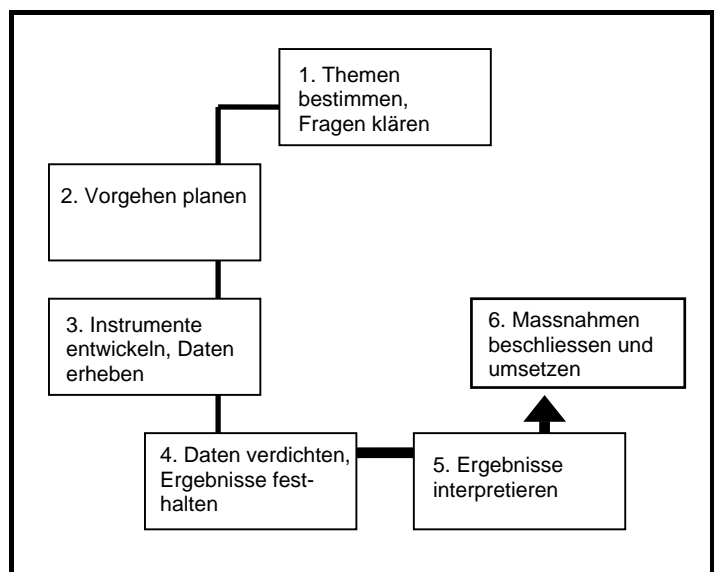 1. Themen
bestimmen,
Fragen klären
2. Vorgehen planen
3. Instrumente
entwickeln, Daten
erheben
4. Daten verdichten,
Ergebnisse fest-
halten
5. Ergebnisse
interpretieren
6. Massnahmen
beschliessen und
umsetzen